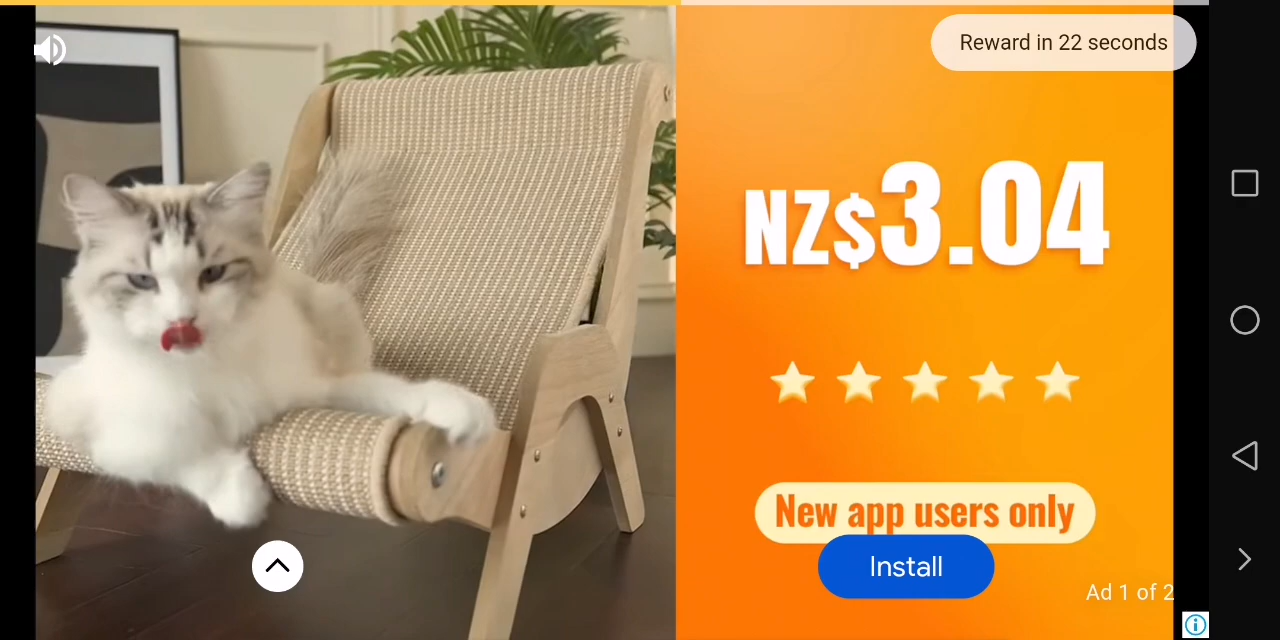 Reward in 22 seconds
NZ$3.04
New app users only
Install
Ad 1 of 2